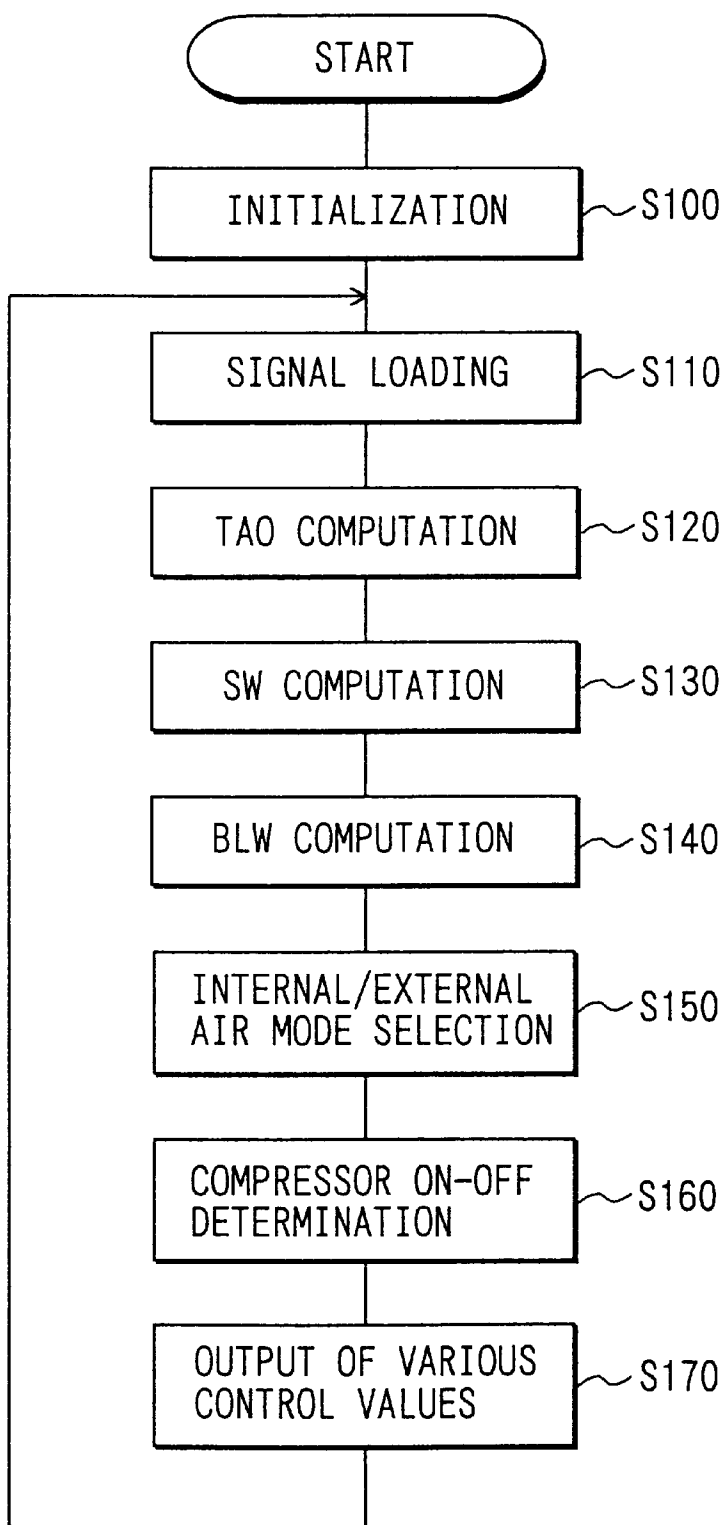 START
INITIALIZATION
S100
SIGNAL LOADING
S110
TAO COMPUTATION
S120
SW COMPUTATION
S130
BLW COMPUTATION
S140
INTERNAL/EXTERNAL
AIR MODE SELECTION
S150
COMPRESSOR ON-OFF
DETERMINATION
S160
OUTPUT OF VARIOUS
CONTROL VALUES
S170